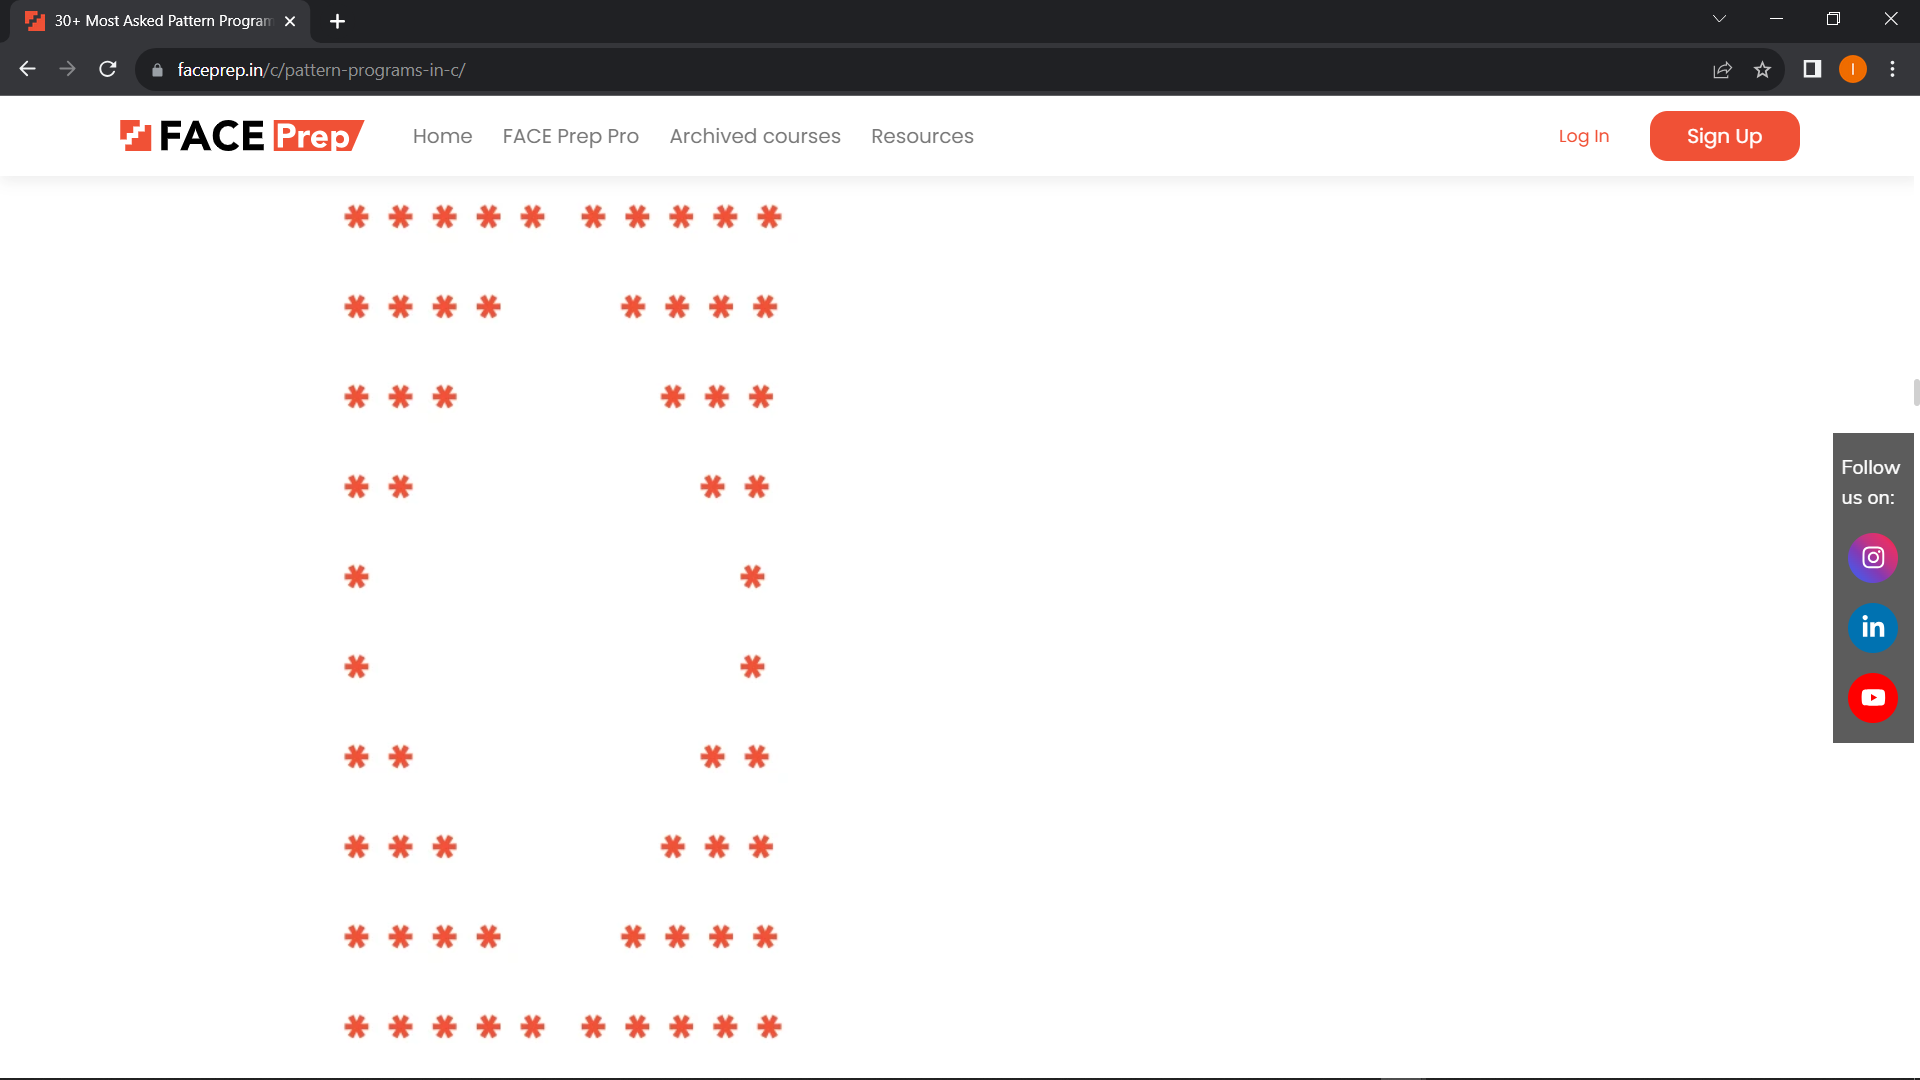 30+ Most Asked Pattern Program
faceprep.in/c/pattern-programs-in-c/
I
FACE Prep
Home FACE Prep Pro Archived courses Resources Log In Sign Up
* * * * * * * * * *
* * * * * * * *
* * * * * *
* * * *
* *
* *
* * * *
* * * * * *
* * * * * * * *
* * * * * * * * * *
Follow
us on:
in